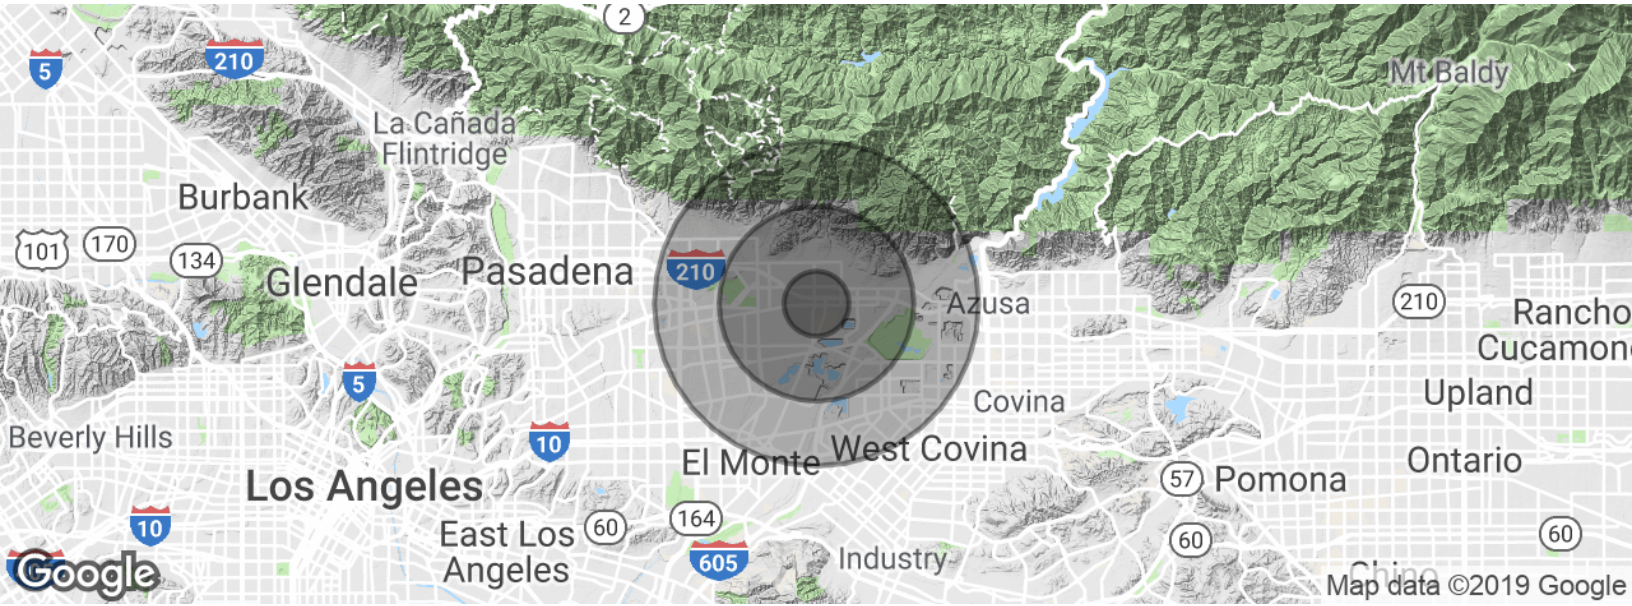 2
5
210
Mt Baldy
La Cañada
Flintridge
Burbank
101
170
134
Glendale
Pasadena
210
Azusa
210
Rancho
Cucamon
5
Covina
Upland
Beverly Hills
10
El Monte
West Covina
Ontario
Los Angeles
57
Pomona
164
60
East Los
Angeles
10
60
60
605
Industry
Google
Chino
Map data ©2019 Google